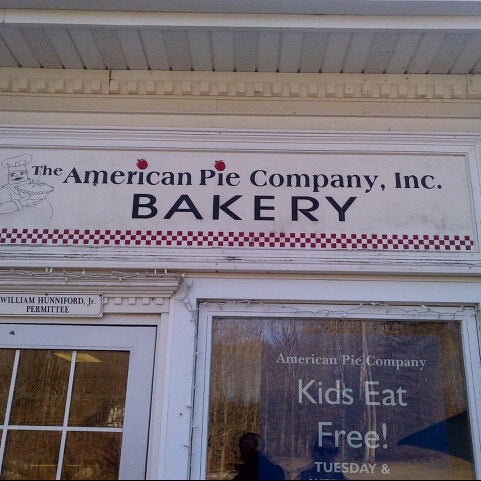 The American Pie Company, Inc.
BAKERY
WILLIAM HUNNIFORD, Jr.
PERMITTEE
American Pie Company
Kids Eat
Free!
TUESDAY &